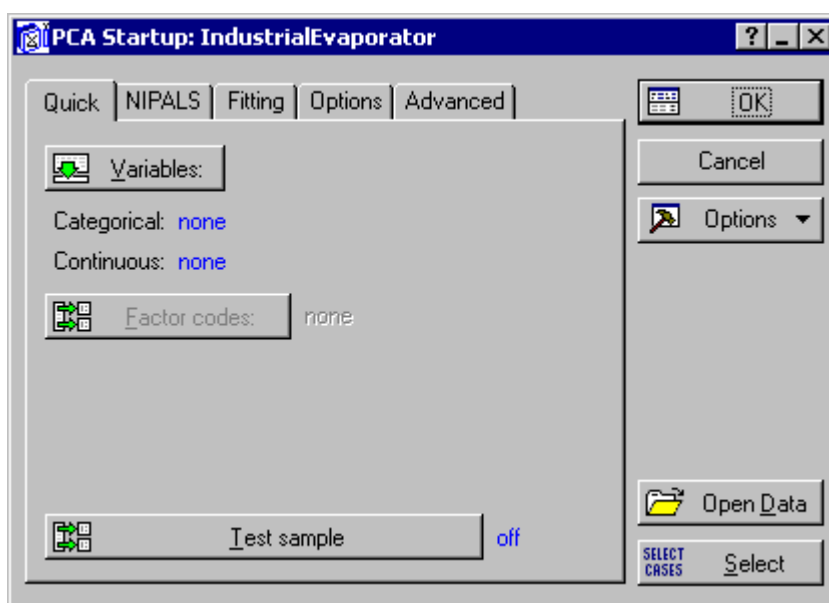 PCA Startup: IndustrialEvaporator
Quick NIPALS Fitting Options Advanced
Variables:
Categorical: none
Continuous: none
Factor codes: none
Test sample off
OK
Cancel
Options
Open Data
SELECT CASES Select